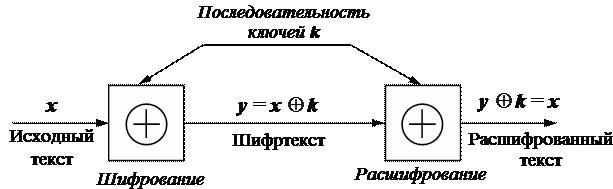 Последовательность
ключей k
x
y = x ⊕ k
y ⊕ k = x
Исходный
текст
Шифртекст
Расшифрованный
текст
Шифрование
Расшифрование